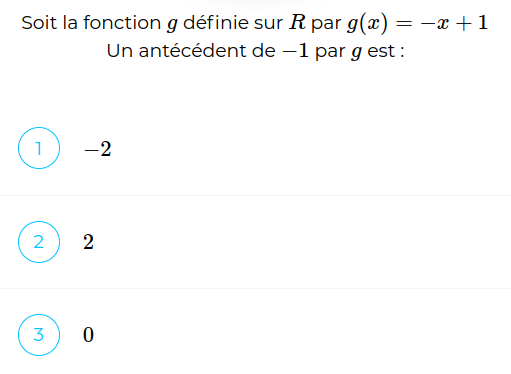 Soit la fonction g définie sur R par g(x) = −x + 1
Un antécédent de −1 par g est :
1 −2
2 2
3 0